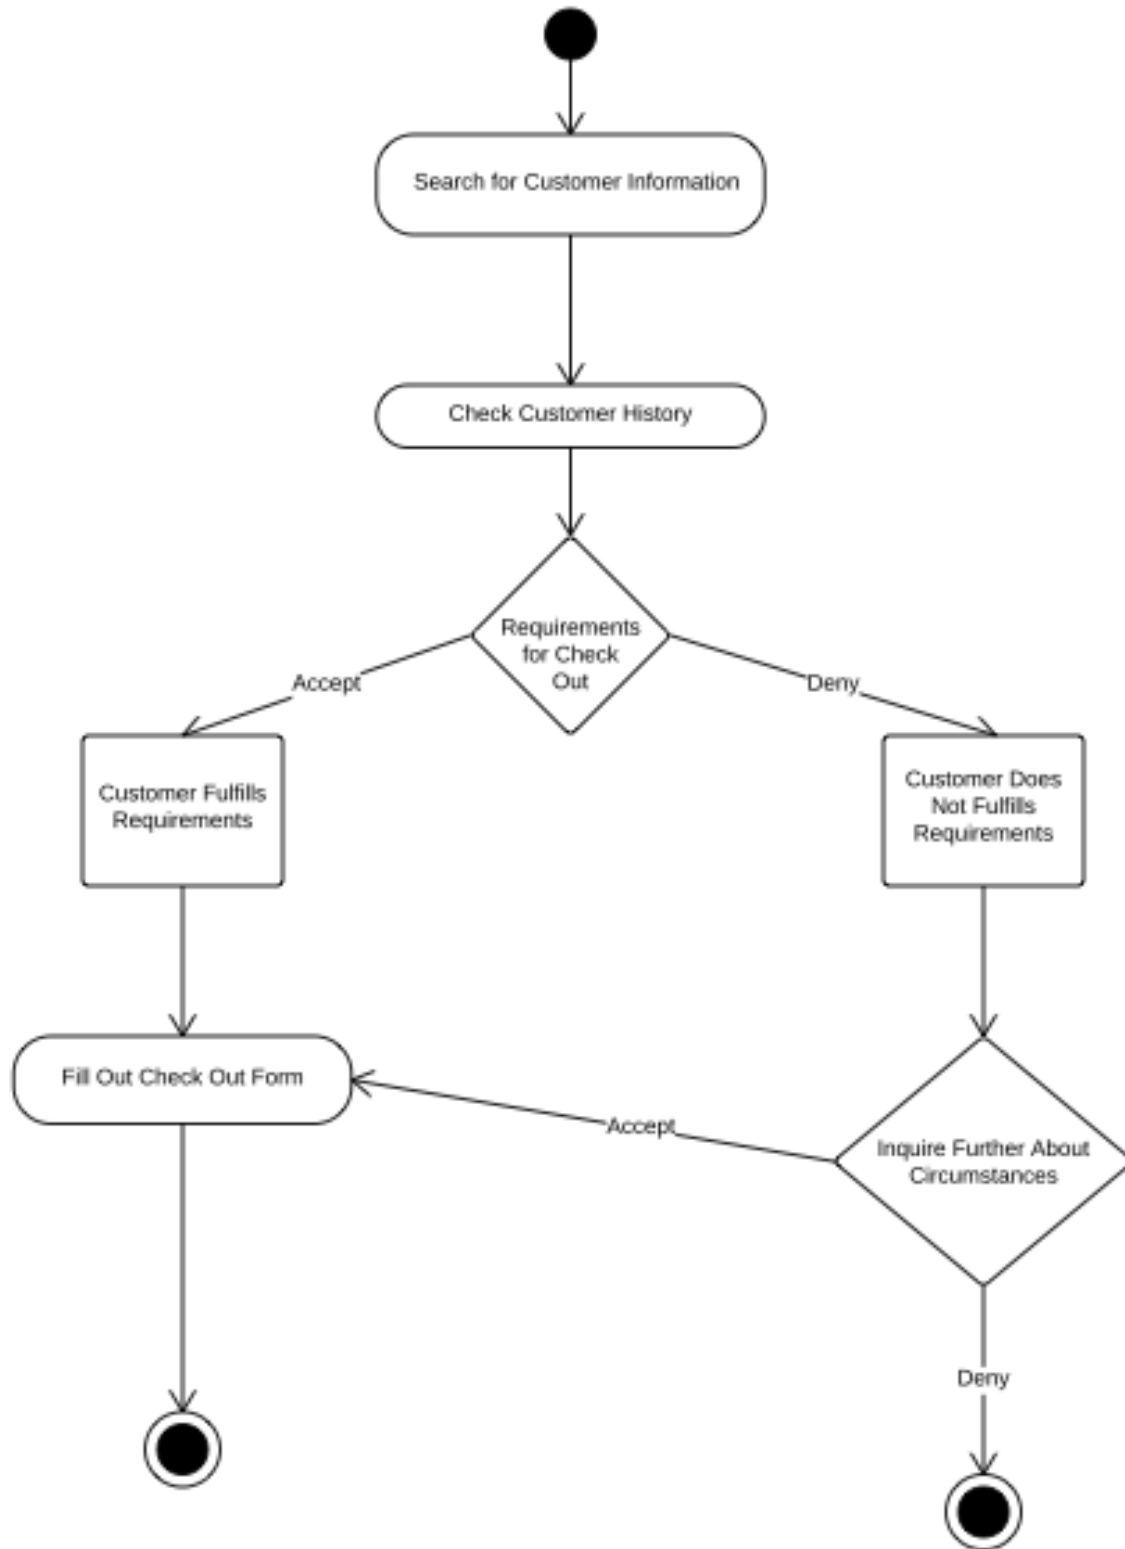 Search for Customer Information
Check Customer History
Requirements
for Check
Out
Accept
Deny
Customer Fulfills
Requirements
Customer Does
Not Fulfills
Requirements
Fill Out Check Out Form
Accept
Inquire Further About
Circumstances
Deny